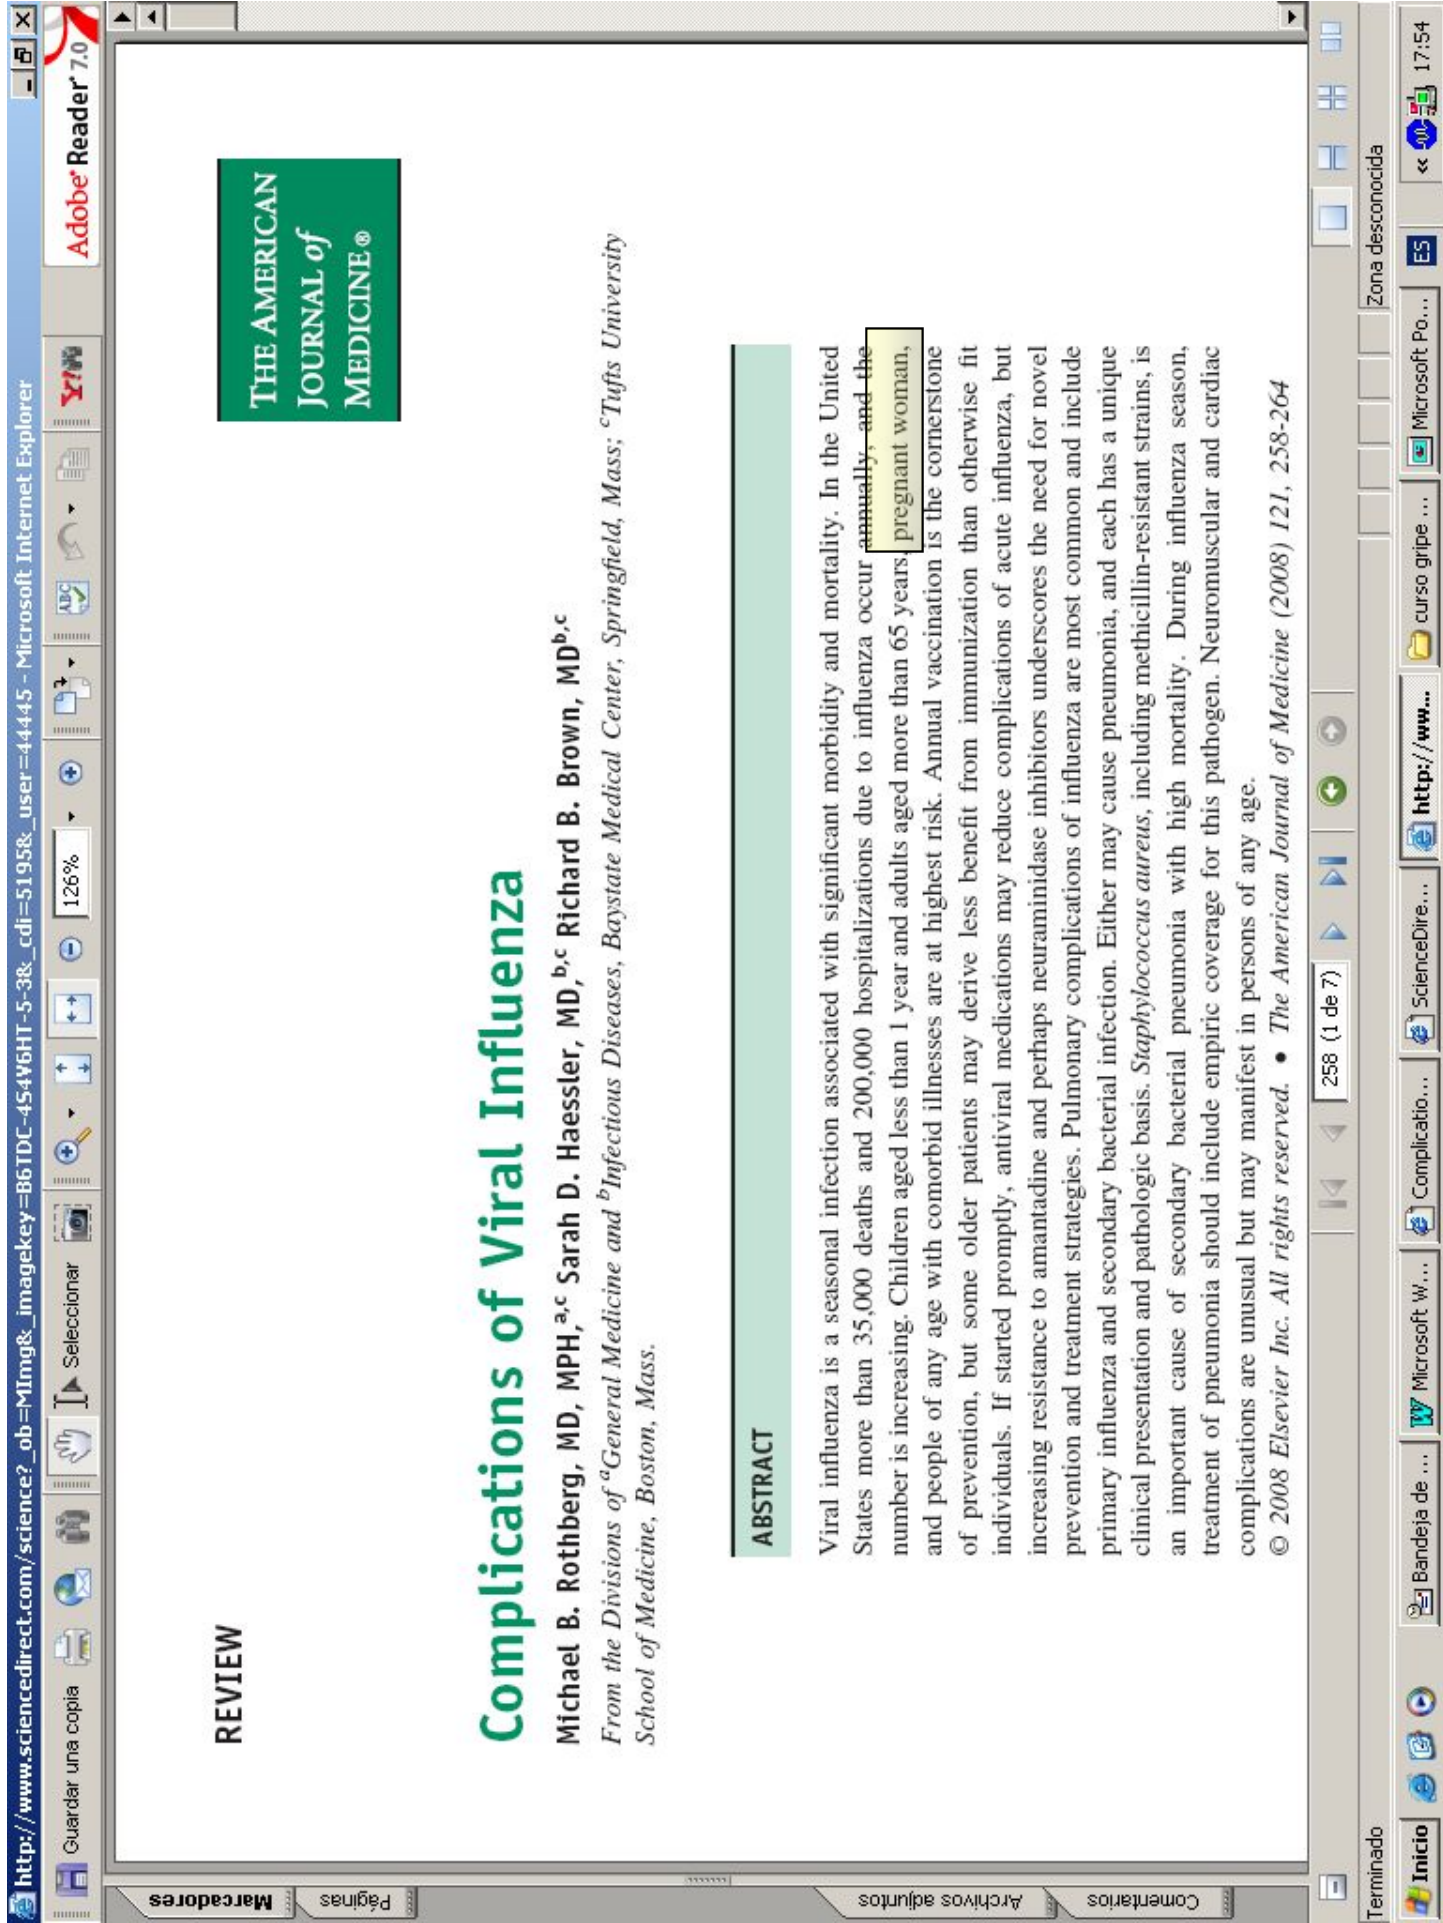 http://www.sciencedirect.com/science?_ob=MImg&_imagekey=B6TDC-4S4V6HT-5-3&_cdi=5195&_user=44445 - Microsoft Internet Explorer
Guardar una copia
Seleccionar
126%
Y!
Adobe® Reader® 7.0
Marcadores
Páginas
Archivos adjuntos
Comentarios
REVIEW
THE AMERICAN
JOURNAL of
MEDICINE®
Complications of Viral Influenza
Michael B. Rothberg, MD, MPH,a,c Sarah D. Haessler, MD,b,c Richard B. Brown, MDb,c
From the Divisions of aGeneral Medicine and bInfectious Diseases, Baystate Medical Center, Springfield, Mass; cTufts University
School of Medicine, Boston, Mass.
ABSTRACT
Viral influenza is a seasonal infection associated with significant morbidity and mortality. In the United
States more than 35,000 deaths and 200,000 hospitalizations due to influenza occur annually, and the
number is increasing. Children aged less than 1 year and adults aged more than 65 years, pregnant woman,
and people of any age with comorbid illnesses are at highest risk. Annual vaccination is the cornerstone
of prevention, but some older patients may derive less benefit from immunization than otherwise fit
individuals. If started promptly, antiviral medications may reduce complications of acute influenza, but
increasing resistance to amantadine and perhaps neuraminidase inhibitors underscores the need for novel
prevention and treatment strategies. Pulmonary complications of influenza are most common and include
primary influenza and secondary bacterial infection. Either may cause pneumonia, and each has a unique
clinical presentation and pathologic basis. Staphylococcus aureus, including methicillin-resistant strains, is
an important cause of secondary bacterial pneumonia with high mortality. During influenza season,
treatment of pneumonia should include empiric coverage for this pathogen. Neuromuscular and cardiac
complications are unusual but may manifest in persons of any age.
© 2008 Elsevier Inc. All rights reserved. • The American Journal of Medicine (2008) 121, 258-264
258 (1 de 7)
Terminado
Zona desconocida
Inicio
Bandeja de ...
Microsoft W...
Complicatio...
ScienceDire...
http://ww...
curso gripe ...
Microsoft Po...
ES
17:54